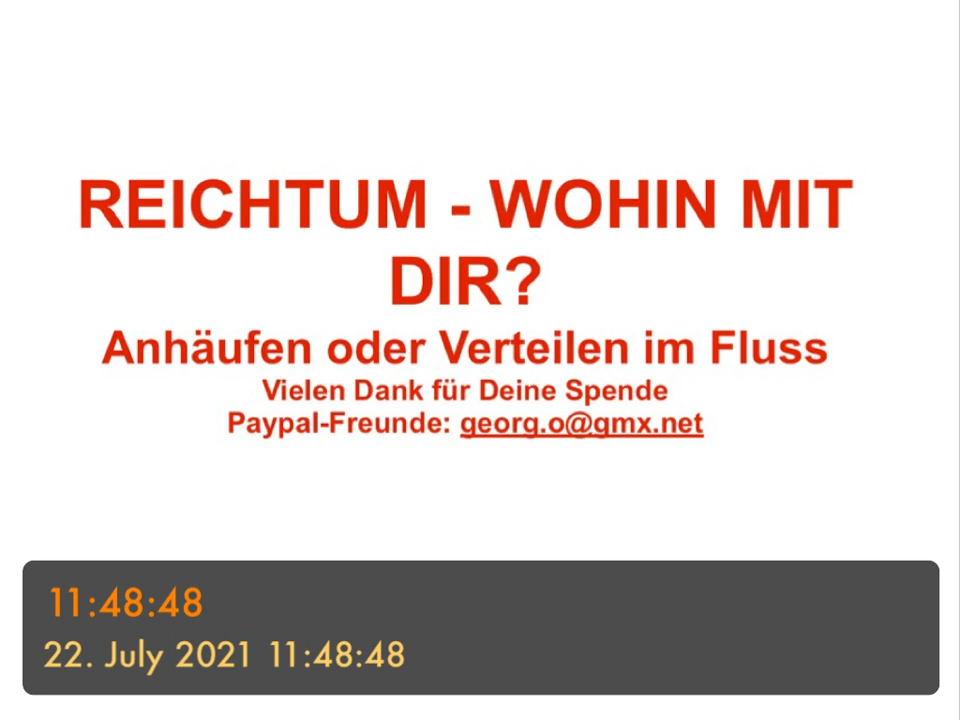 REICHTUM - WOHIN MIT
DIR?
Anhäufen oder Verteilen im Fluss
Vielen Dank für Deine Spende
Paypal-Freunde: georg.o@gmx.net
11:48:48
22. July 2021 11:48:48